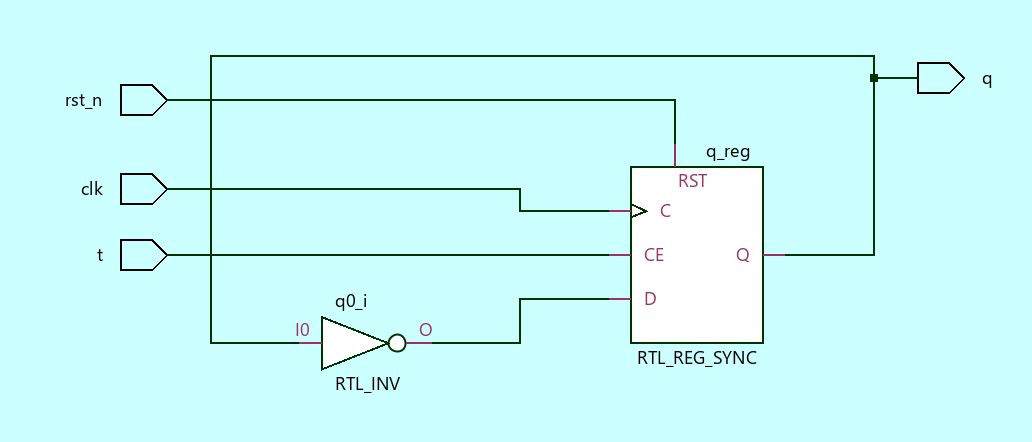 q
rst_n
q_reg
RST
clk
C
t
CE
Q
D
q0_i
I0
O
RTL_REG_SYNC
RTL_INV